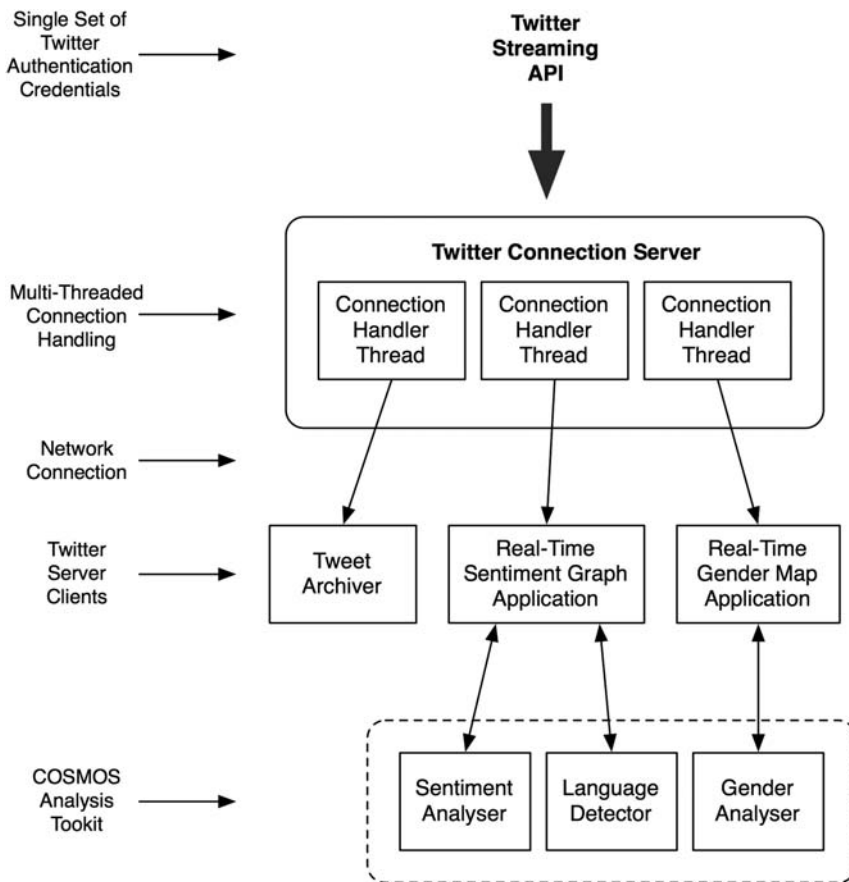 Single Set of
Twitter
Authentication
Credentials
Twitter
Streaming
API
Twitter Connection Server
Multi-Threaded
Connection
Handling
Connection
Handler
Thread
Connection
Handler
Thread
Connection
Handler
Thread
Network
Connection
Twitter
Server
Clients
Tweet
Archiver
Real-Time
Sentiment Graph
Application
Real-Time
Gender Map
Application
COSMOS
Analysis
Tookit
Sentiment
Analyser
Language
Detector
Gender
Analyser